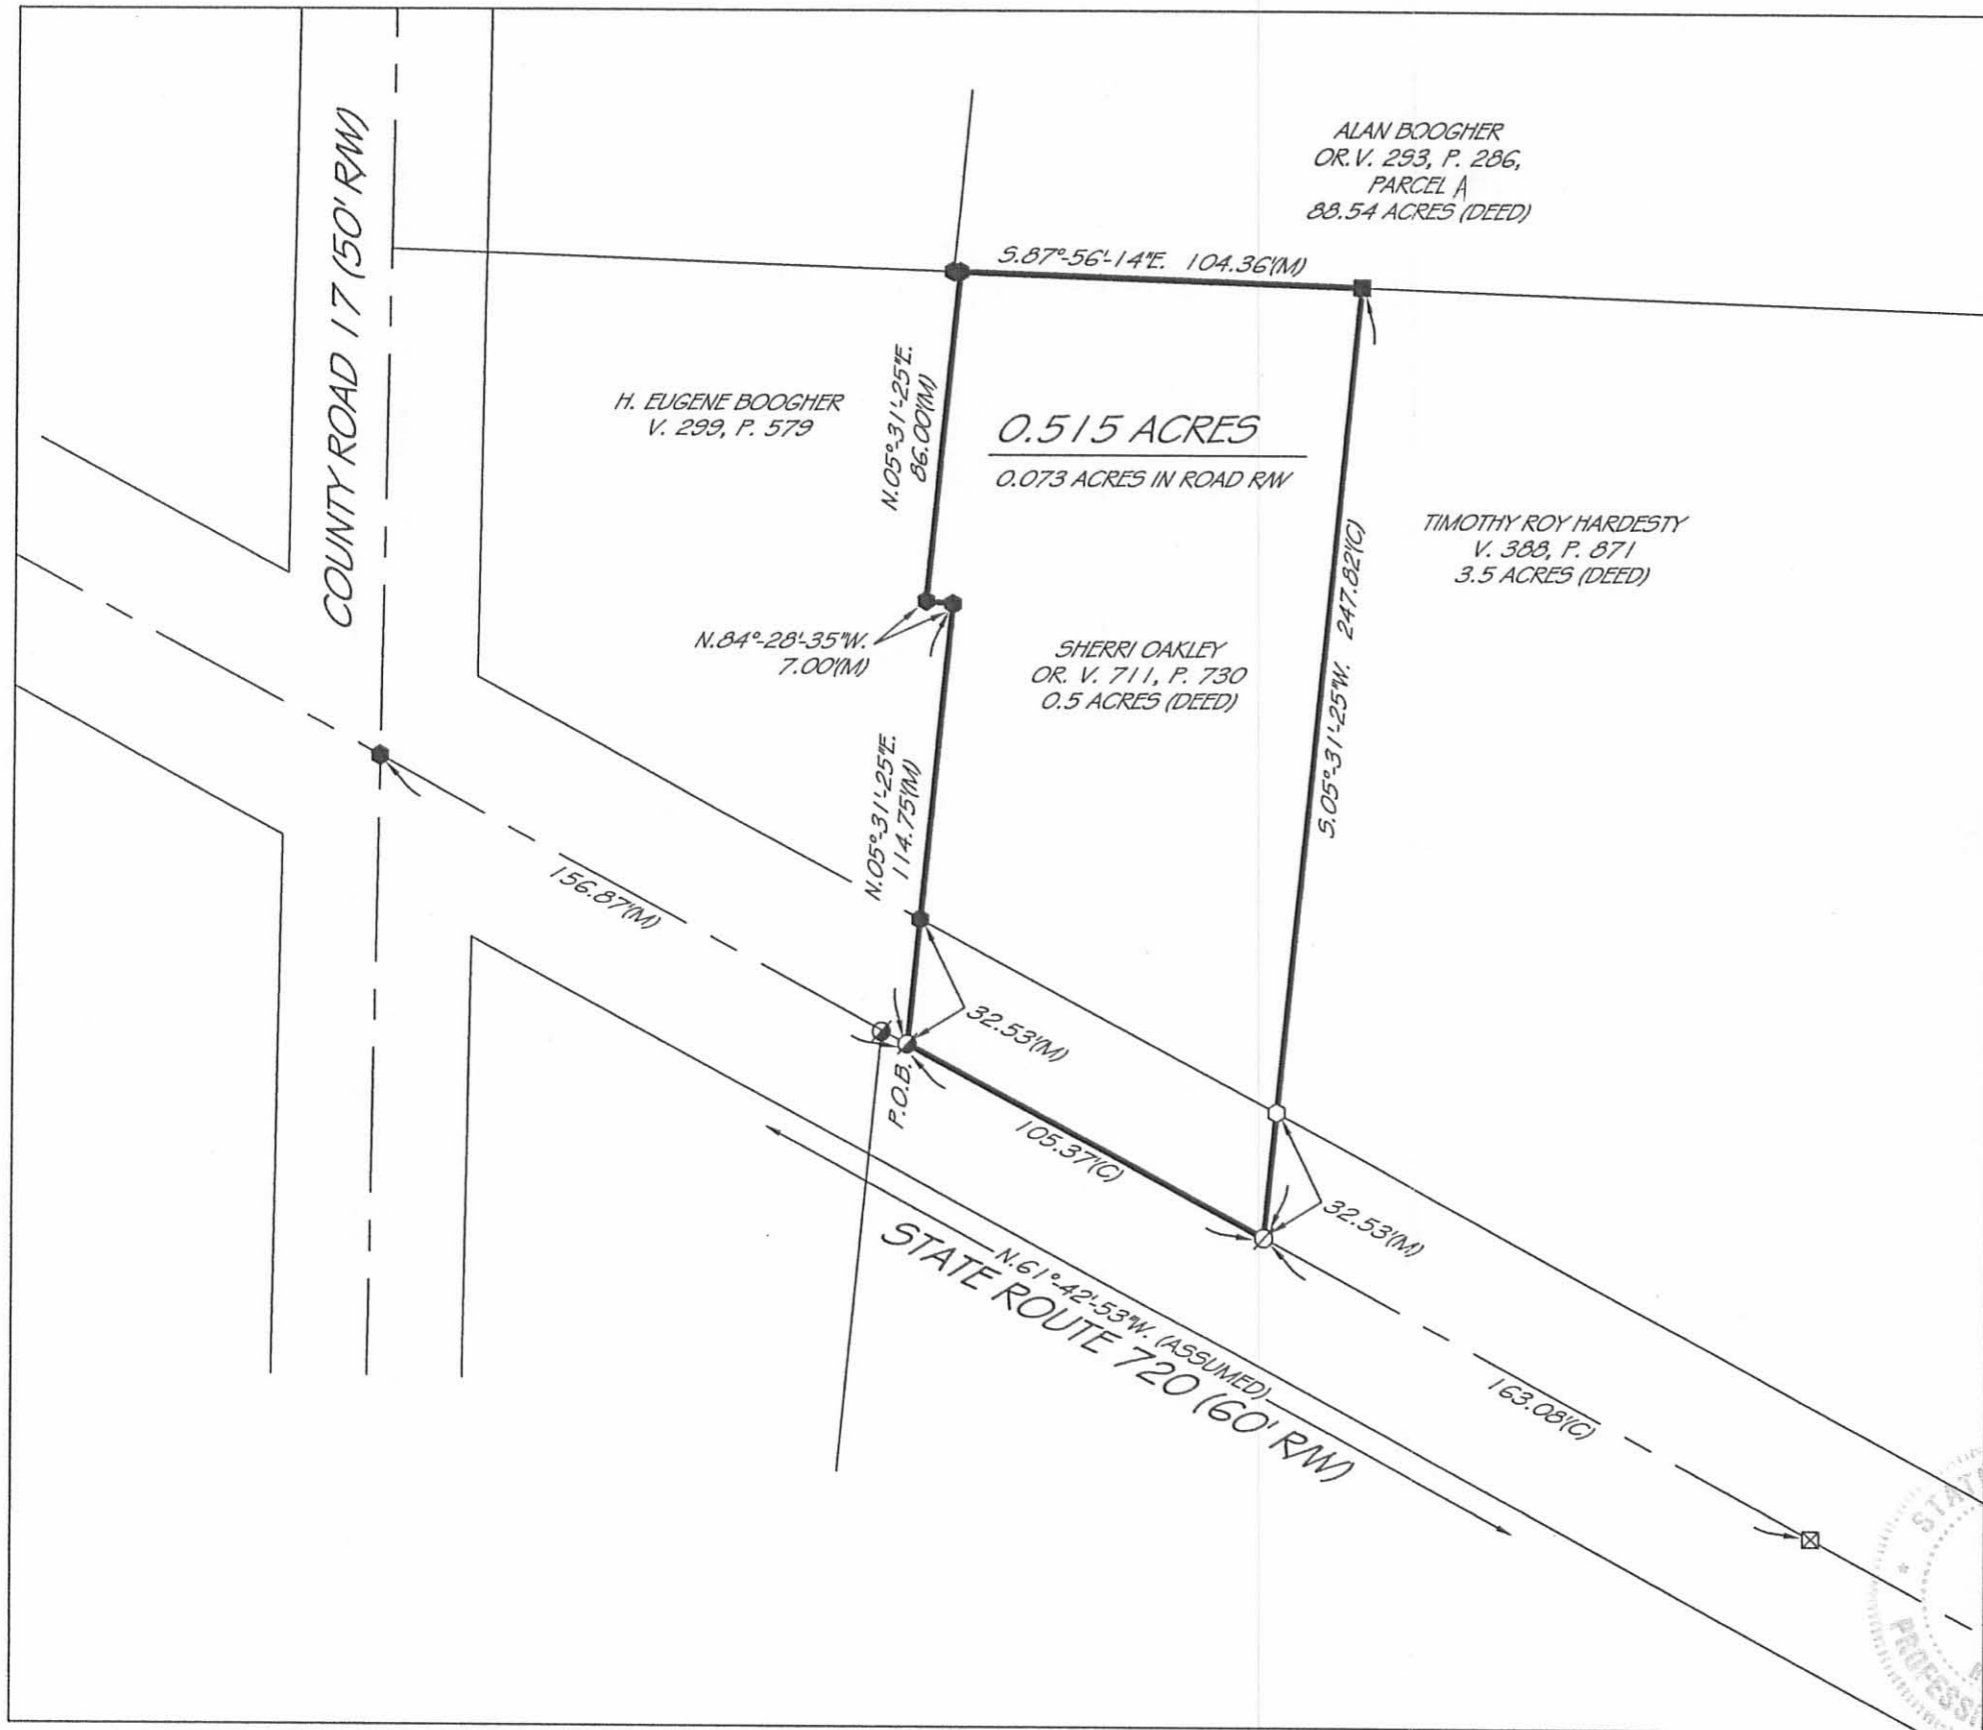 COUNTY ROAD 17 (50' R/W)
ALAN BOOGHER
OR.V. 293, P. 286,
PARCEL A
88.54 ACRES (DEED)
S.87°-56'-14"E. 104.36'(M)
N.05°-31'-25"E.
86.00'(M)
H. EUGENE BOOGHER
V. 299, P. 579
0.515 ACRES
0.073 ACRES IN ROAD R/W
TIMOTHY ROY HARDESTY
V. 388, P. 871
3.5 ACRES (DEED)
S.05°-31'-25"W. 247.82'(C)
N.84°-28'-35"W.
7.00'(M)
SHERRI OAKLEY
OR. V. 711, P. 730
0.5 ACRES (DEED)
N.05°-31'-25"E.
114.75'(M)
156.87'(M)
32.53'(M)
P.O.B.
105.37'(C)
32.53'(M)
N.61°-42'-53"W. (ASSUMED)
STATE ROUTE 720 (60' R/W)
163.08'(C)